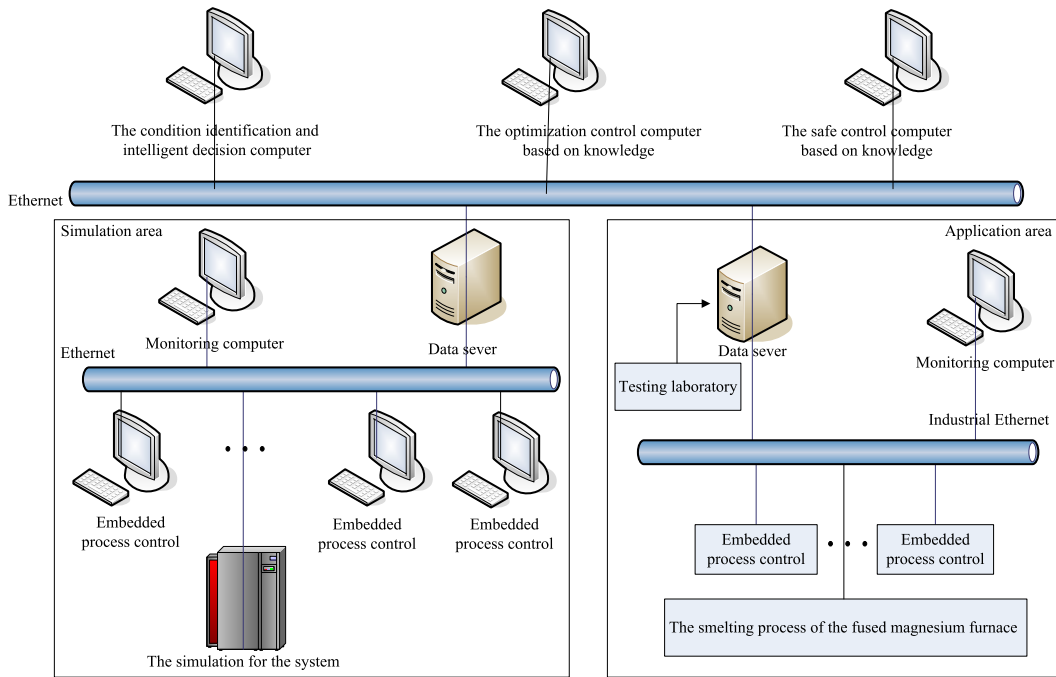 The condition identification and
intelligent decision computer
The optimization control computer
based on knowledge
The safe control computer
based on knowledge
Ethernet
Simulation area
Monitoring computer
Data sever
Ethernet
Embedded
process control
Embedded
process control
Embedded
process control
The simulation for the system
Application area
Data sever
Monitoring computer
Testing laboratory
Industrial Ethernet
Embedded
process control
Embedded
process control
The smelting process of the fused magnesium furnace